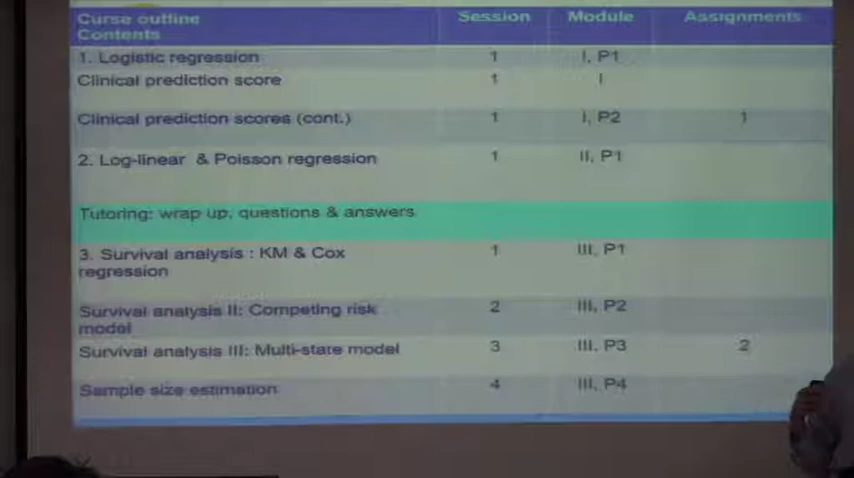 Curse outline Session Module Assignments
Contents
1. Logistic regression 1 I, P1
Clinical prediction score 1 I
Clinical prediction scores (cont.) 1 I, P2 1
2. Log-linear & Poisson regression 1 II, P1
Tutoring: wrap up, questions & answers
3. Survival analysis : KM & Cox 1 III, P1
regression
Survival analysis II: Competing risk 2 III, P2
model
Survival analysis III: Multi-state model 3 III, P3 2
Sample size estimation 4 III, P4